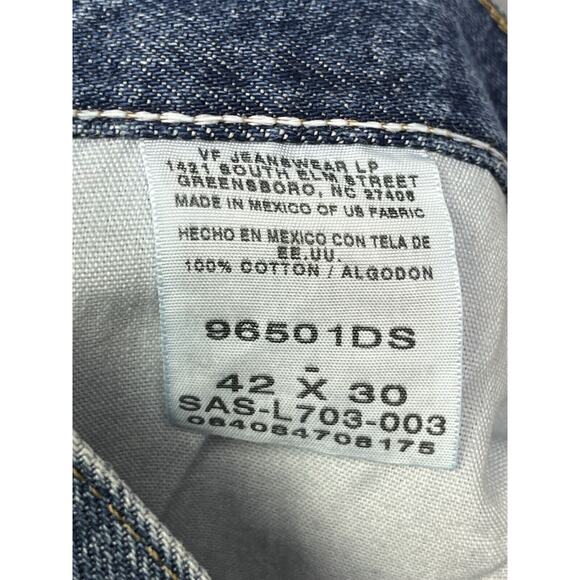 VF JEANSWEAR LP
1421 SOUTH ELM STREET
GREENSBORO, NC 27406
MADE IN MEXICO OF US FABRIC
HECHO EN MEXICO CON TELA DE
EE.UU.
100% COTTON / ALGODON
96501DS
-
42 X 30
SAS-L703-003
064084708175